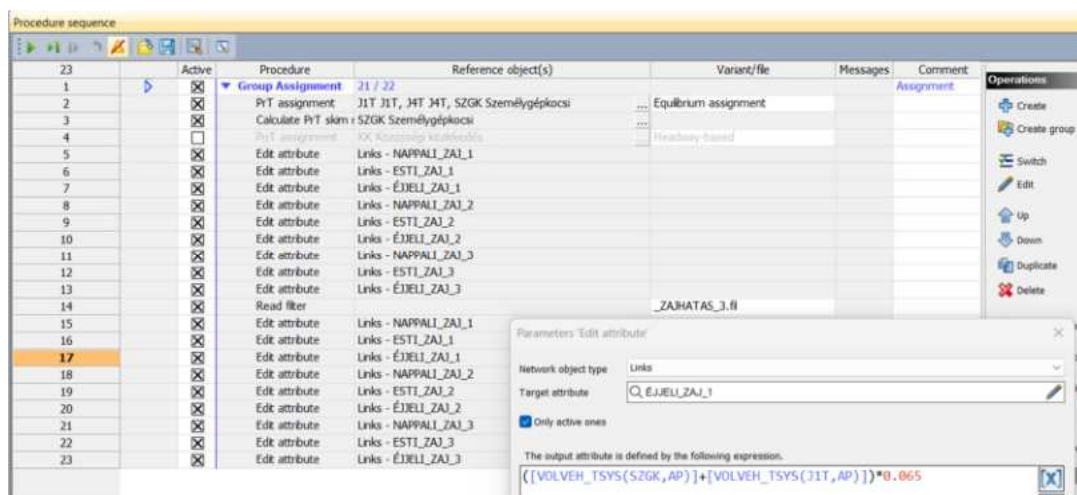 Procedure sequence
23 Active Procedure Reference object(s) Variant/file Messages Comment
1 Group Assignment 21 / 22 Assignment
2 PrT assignment J1T J1T, J4T J4T, SZGK Személygépkocsi ... Equilibrium assignment
3 Calculate PrT skim SZGK Személygépkocsi ...
4 PuT assignment KK Közösségi közlekedés ... Headway-based
5 Edit attribute Links - NAPPALI_ZAJ_1
6 Edit attribute Links - ESTI_ZAJ_1
7 Edit attribute Links - ÉJJELI_ZAJ_1
8 Edit attribute Links - NAPPALI_ZAJ_2
9 Edit attribute Links - ESTI_ZAJ_2
10 Edit attribute Links - ÉJJELI_ZAJ_2
11 Edit attribute Links - NAPPALI_ZAJ_3
12 Edit attribute Links - ESTI_ZAJ_3
13 Edit attribute Links - ÉJJELI_ZAJ_3
14 Read filter _ZAJHATAS_3.fil
15 Edit attribute Links - NAPPALI_ZAJ_1
16 Edit attribute Links - ESTI_ZAJ_1
17 Edit attribute Links - ÉJJELI_ZAJ_1
18 Edit attribute Links - NAPPALI_ZAJ_2
19 Edit attribute Links - ESTI_ZAJ_2
20 Edit attribute Links - ÉJJELI_ZAJ_2
21 Edit attribute Links - NAPPALI_ZAJ_3
22 Edit attribute Links - ESTI_ZAJ_3
23 Edit attribute Links - ÉJJELI_ZAJ_3
Operations
Create
Create group
Switch
Edit
Up
Down
Duplicate
Delete
Parameters 'Edit attribute'
Network object type Links
Target attribute ÉJJELI_ZAJ_1
Only active ones
The output attribute is defined by the following expression.
([VOLVEH_TSYS(SZGK,AP)]+[VOLVEH_TSYS(J1T,AP)])*0.065
[x]